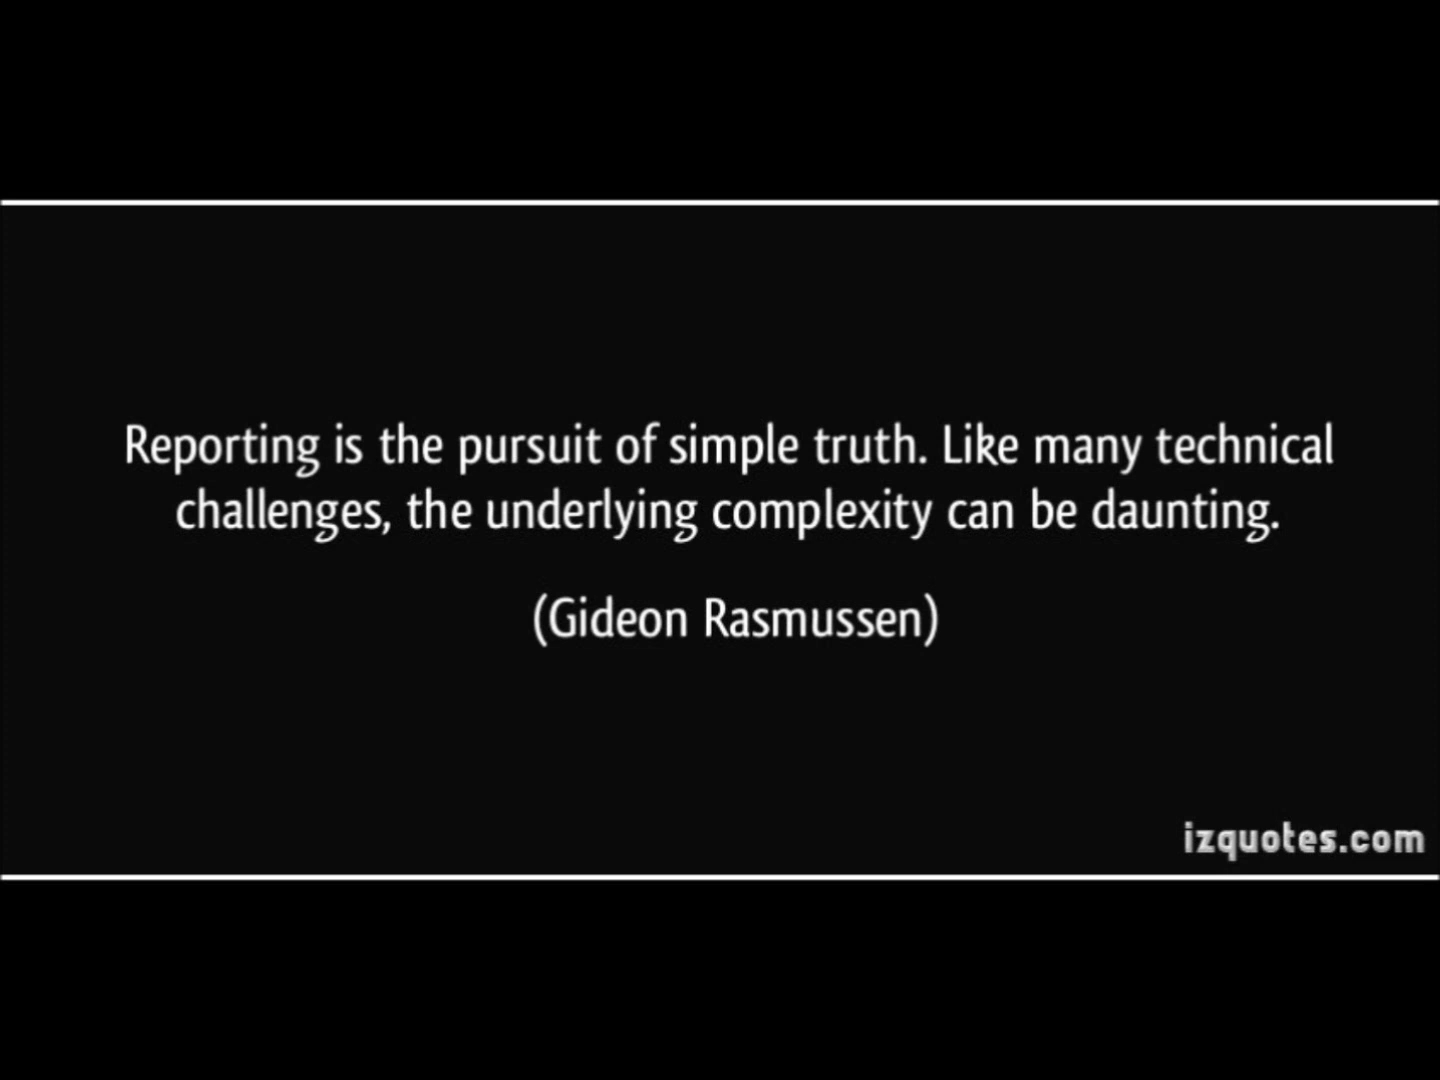 Reporting is the pursuit of simple truth. Like many technical
challenges, the underlying complexity can be daunting.
(Gideon Rasmussen)
izquotes.com